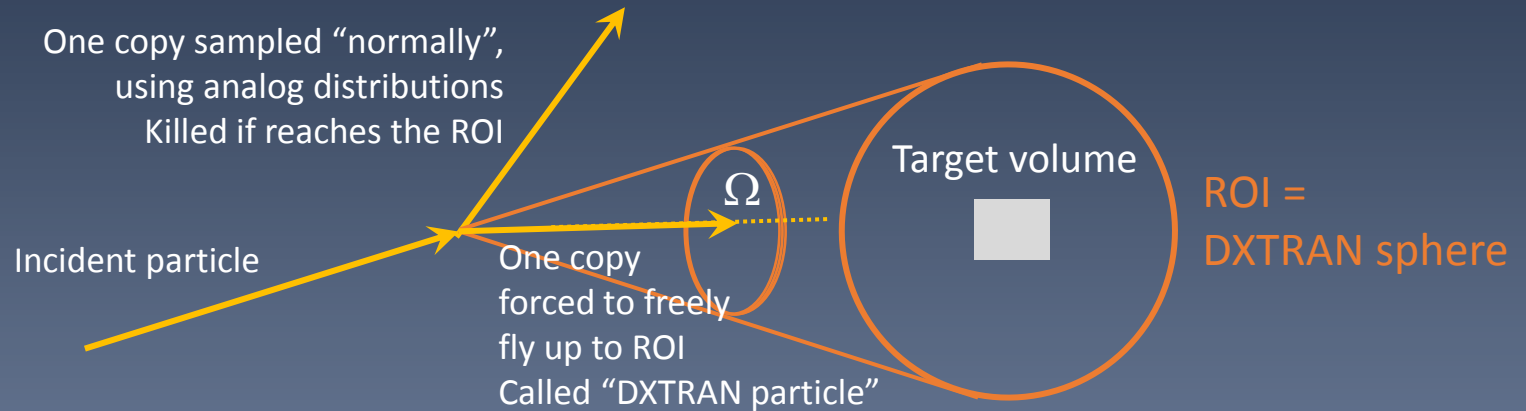 One copy sampled “normally”,
using analog distributions
Killed if reaches the ROI
Incident particle
One copy
forced to freely
fly up to ROI
Called “DXTRAN particle”
Ω
Target volume
ROI =
DXTRAN sphere